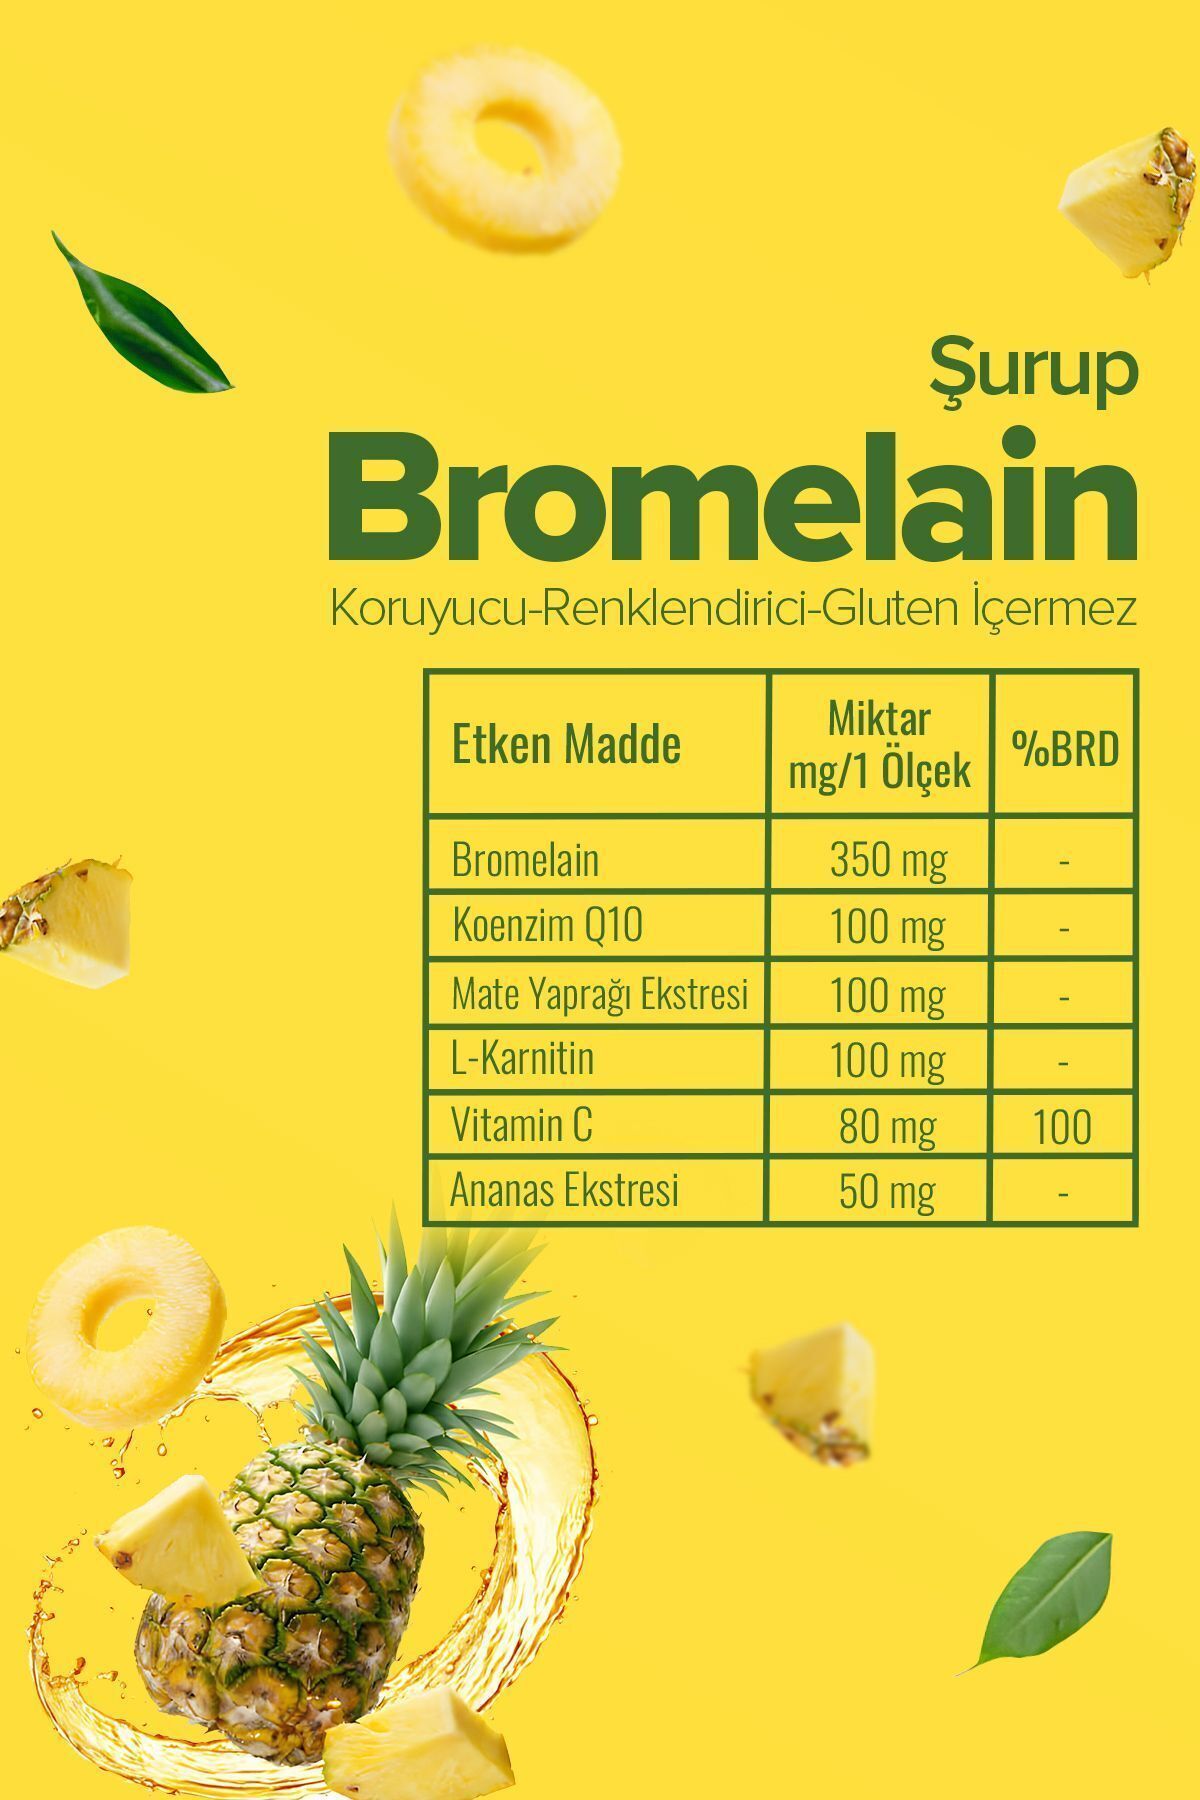 Şurup
Bromelain
Koruyucu-Renklendirici-Gluten İçermez
Etken Madde
Miktar
mg/1 Ölçek
%BRD
Bromelain 350 mg -
Koenzim Q10 100 mg -
Mate Yaprağı Ekstresi 100 mg -
L-Karnitin 100 mg -
Vitamin C 80 mg 100
Ananas Ekstresi 50 mg -